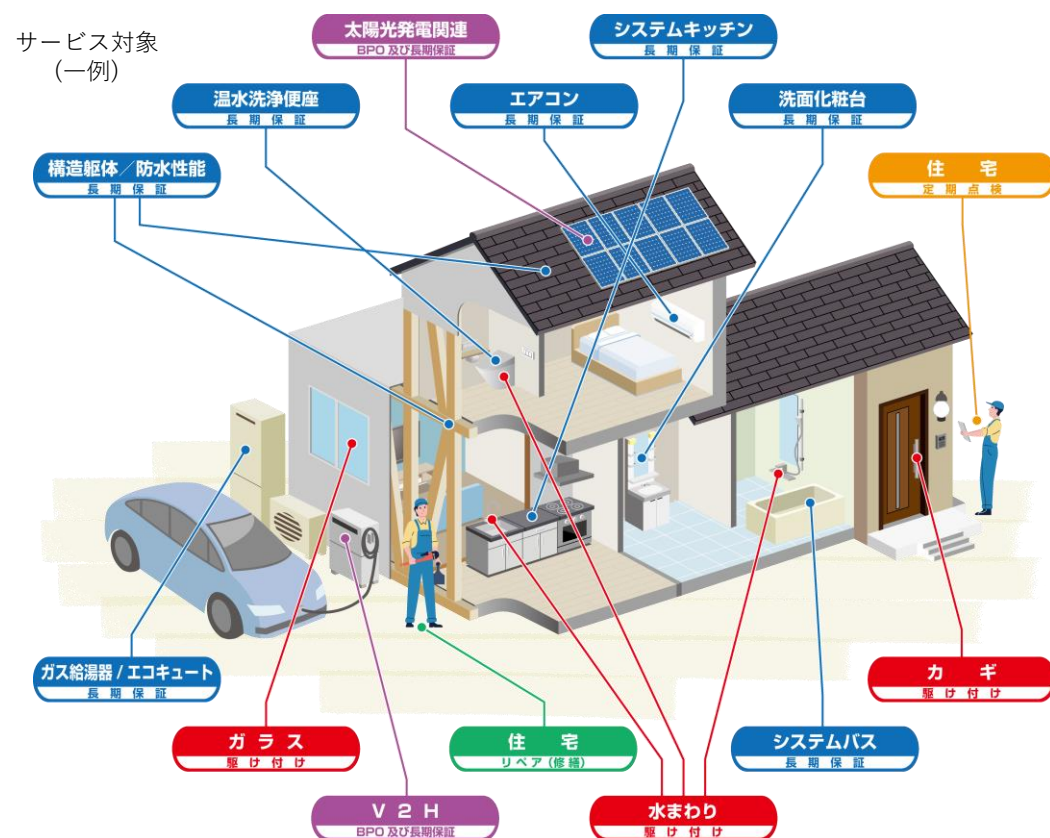 サービス対象
(一例)
太陽光発電関連
BPO 及び長期保証
システムキッチン
長期保証
温水洗浄便座
長期保証
エアコン
長期保証
洗面化粧台
長期保証
構造躯体/防水性能
長期保証
住宅
定期点検
ガス給湯器/エコキュート
長期保証
カギ
駆け付け
ガラス
駆け付け
住宅
リペア(修繕)
システムバス
長期保証
V2H
BPO 及び長期保証
水まわり
駆け付け